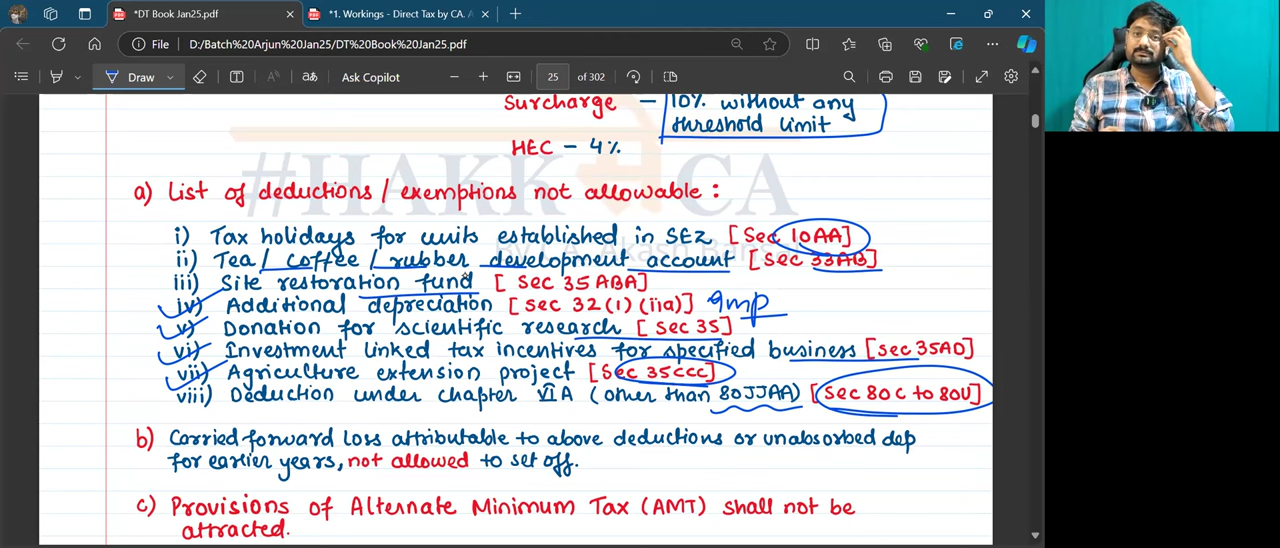 *DT Book Jan25.pdf
*1. Workings - Direct Tax by CA. A
File
D:/Batch%20Arjun%20Jan25/DT%20Book%20Jan25.pdf
Draw
aあ
Ask Copilot
25 of 302
Surcharge – 10% without any
threshold limit
HEC – 4%
#HAKK CA
a) List of deductions / exemptions not allowable :
i) Tax holidays for units established in SEZ [Sec 10AA]
ii) Tea / coffee / rubber development account [Sec 33AB]
iii) Site restoration fund [Sec 35ABA]
iv) Additional depreciation [Sec 32(1)(iia)] Imp
v) Donation for scientific research [Sec 35]
vi) Investment linked tax incentives for specified business [Sec 35AD]
vii) Agriculture extension project [Sec 35CCC]
viii) Deduction under chapter VIA (other than 80JJAA) [Sec 80C to 80U]
b) Carried forward loss attributable to above deductions or unabsorbed dep
for earlier years, not allowed to set off.
c) Provisions of Alternate Minimum Tax (AMT) shall not be
attracted.